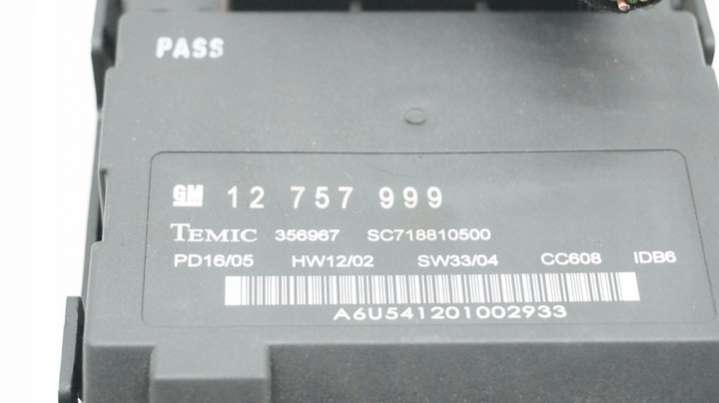 PASS
GM 12 757 999
TEMIC 356967 SC718810500
PD16/05 HW12/02 SW33/04 CC608 IDB6
A6U541201002933